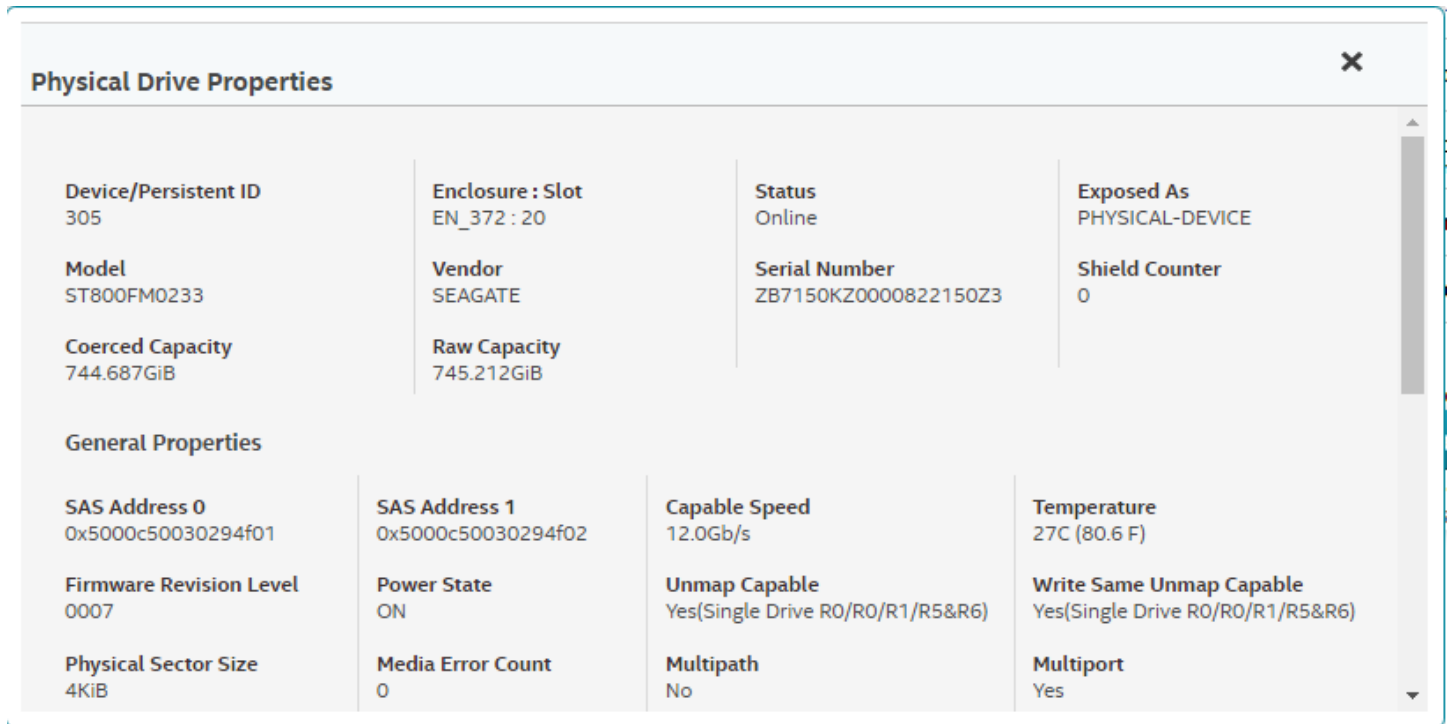 Physical Drive Properties
Device/Persistent ID
305
Enclosure : Slot
EN_372 : 20
Status
Online
Exposed As
PHYSICAL-DEVICE
Model
ST800FM0233
Vendor
SEAGATE
Serial Number
ZB7150KZ0000822150Z3
Shield Counter
0
Coerced Capacity
744.687GiB
Raw Capacity
745.212GiB
General Properties
SAS Address 0
0x5000c50030294f01
SAS Address 1
0x5000c50030294f02
Capable Speed
12.0Gb/s
Temperature
27C (80.6 F)
Firmware Revision Level
0007
Power State
ON
Unmap Capable
Yes(Single Drive R0/R0/R1/R5&R6)
Write Same Unmap Capable
Yes(Single Drive R0/R0/R1/R5&R6)
Physical Sector Size
4KiB
Media Error Count
0
Multipath
No
Multiport
Yes